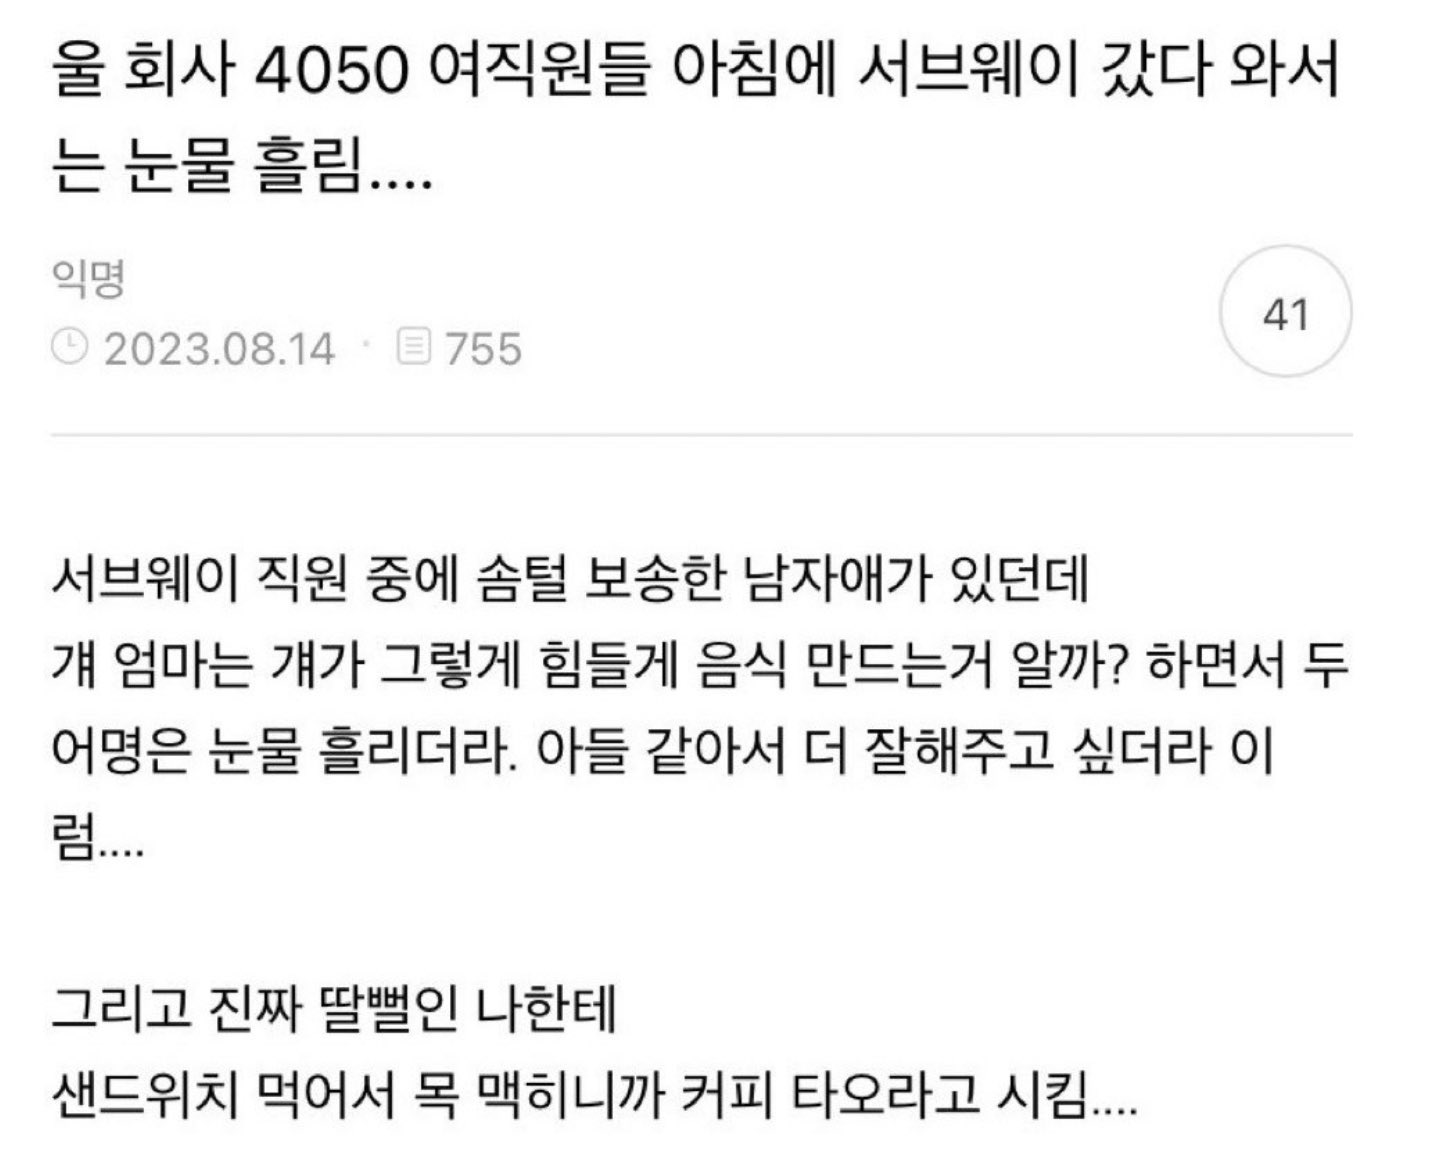 울 회사 4050 여직원들 아침에 서브웨이 갔다 와서
는 눈물 흘림....
익명
2023.08.14 · 755
41
서브웨이 직원 중에 솜털 보송한 남자애가 있던데
걔 엄마는 걔가 그렇게 힘들게 음식 만드는거 알까? 하면서 두
어명은 눈물 흘리더라. 아들 같아서 더 잘해주고 싶더라 이
럼....
그리고 진짜 딸뻘인 나한테
샌드위치 먹어서 목 맥히니까 커피 타오라고 시킴....